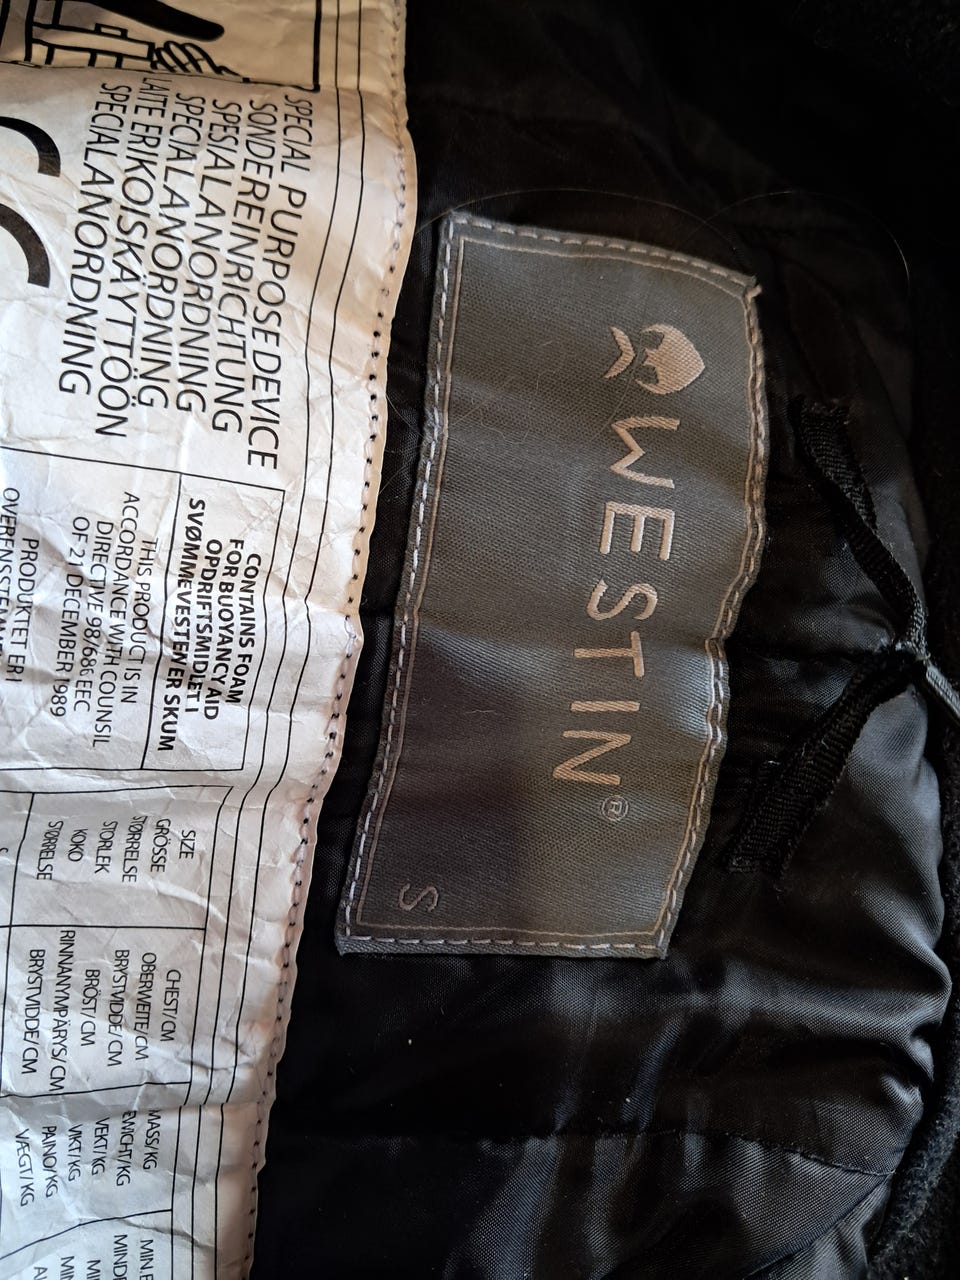 SPECIAL PURPOSE DEVICE
SONDEREINRICHTUNG
SPESIALANORDNING
SPECIALANORDNING
LAITE ERIKOISKÄYTTÖÖN
SPECIALANORDNING
CONTAINS FOAM
FOR BUOYANCY AID
OPDRIFTSMIDLET I
SVØMMEVESTEN ER SKUM
THIS PRODUCT IS IN
ACCORDANCE WITH COUNSIL
DIRECTIVE 98/686 EEC
OF 21 DECEMBER 1989
PRODUKTET ER I
SIZE
GRÖSSE
STØRRELSE
STORLEK
KOKO
STØRRELSE
CHEST/CM
OBERWEITE/CM
BRYSTVIDDE/CM
BRÖST/CM
RINNANYMPÄRYS/CM
BRYSTVIDDE/CM
MASS/KG
VEKT/KG
VIKT/KG
PAINO/KG
VÆGT/KG
WESTIN®
S